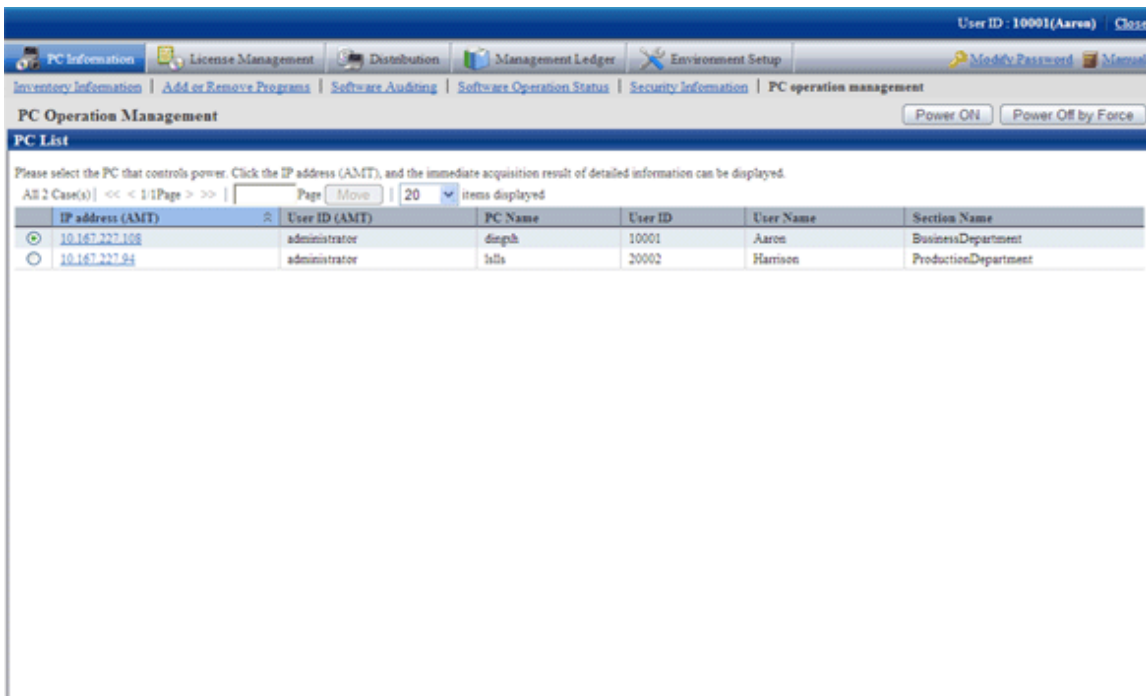 User ID : 10001(Aaron) | Close
PC Information License Management Distribution Management Ledger Environment Setup Modify Password Manual
Inventory Information | Add or Remove Programs | Software Auditing | Software Operation Status | Security Information | PC operation management
PC Operation Management Power ON Power Off by Force
PC List
Please select the PC that controls power. Click the IP address (AMT), and the immediate acquisition result of detailed information can be displayed.
All 2 Case(s) | << < 1/1Page > >> | Page Move | 20 items displayed
IP address (AMT) User ID (AMT) PC Name User ID User Name Section Name
10.167.227.108 administrator dingsh 10001 Aaron BusinessDepartment
10.167.227.94 administrator 20002 Harrison ProductionDepartment